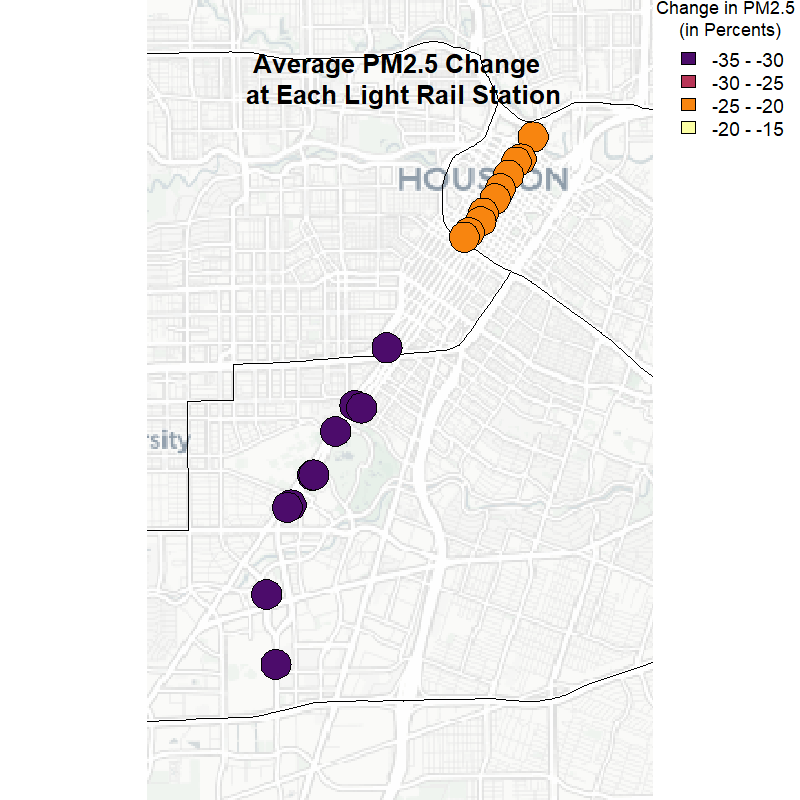 Change in PM2.5
(in Percents)
-35 - -30
-30 - -25
-25 - -20
-20 - -15
Average PM2.5 Change
at Each Light Rail Station
HOUSTON
rsity